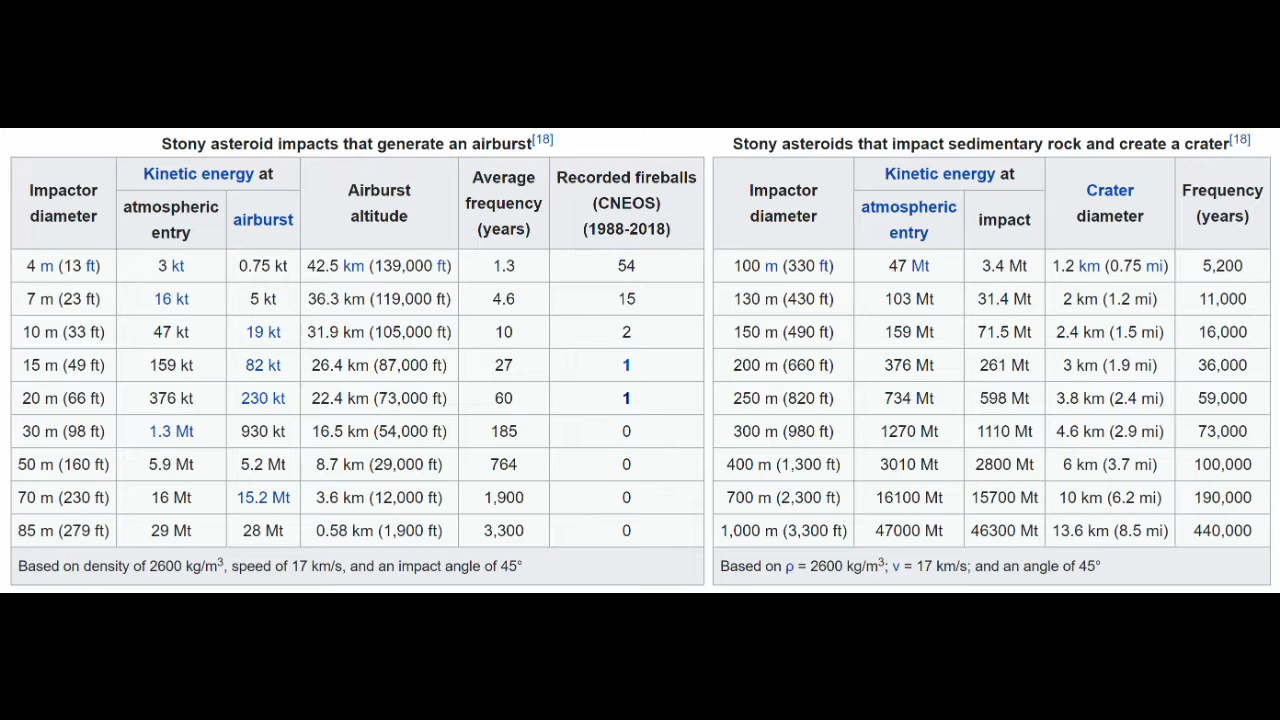 Stony asteroid impacts that generate an airburst[18]
Impactor diameter
Kinetic energy at
Airburst altitude
Average frequency (years)
Recorded fireballs (CNEOS) (1988-2018)
atmospheric entry
airburst
4 m (13 ft) 3 kt 0.75 kt 42.5 km (139,000 ft) 1.3 54
7 m (23 ft) 16 kt 5 kt 36.3 km (119,000 ft) 4.6 15
10 m (33 ft) 47 kt 19 kt 31.9 km (105,000 ft) 10 2
15 m (49 ft) 159 kt 82 kt 26.4 km (87,000 ft) 27 1
20 m (66 ft) 376 kt 230 kt 22.4 km (73,000 ft) 60 1
30 m (98 ft) 1.3 Mt 930 kt 16.5 km (54,000 ft) 185 0
50 m (160 ft) 5.9 Mt 5.2 Mt 8.7 km (29,000 ft) 764 0
70 m (230 ft) 16 Mt 15.2 Mt 3.6 km (12,000 ft) 1,900 0
85 m (279 ft) 29 Mt 28 Mt 0.58 km (1,900 ft) 3,300 0
Based on density of 2600 kg/m³, speed of 17 km/s, and an impact angle of 45°
Stony asteroids that impact sedimentary rock and create a crater[18]
Impactor diameter
Kinetic energy at
Crater diameter
Frequency (years)
atmospheric entry
impact
100 m (330 ft) 47 Mt 3.4 Mt 1.2 km (0.75 mi) 5,200
130 m (430 ft) 103 Mt 31.4 Mt 2 km (1.2 mi) 11,000
150 m (490 ft) 159 Mt 71.5 Mt 2.4 km (1.5 mi) 16,000
200 m (660 ft) 376 Mt 261 Mt 3 km (1.9 mi) 36,000
250 m (820 ft) 734 Mt 598 Mt 3.8 km (2.4 mi) 59,000
300 m (980 ft) 1270 Mt 1110 Mt 4.6 km (2.9 mi) 73,000
400 m (1,300 ft) 3010 Mt 2800 Mt 6 km (3.7 mi) 100,000
700 m (2,300 ft) 16100 Mt 15700 Mt 10 km (6.2 mi) 190,000
1,000 m (3,300 ft) 47000 Mt 46300 Mt 13.6 km (8.5 mi) 440,000
Based on ρ = 2600 kg/m³; v = 17 km/s; and an angle of 45°